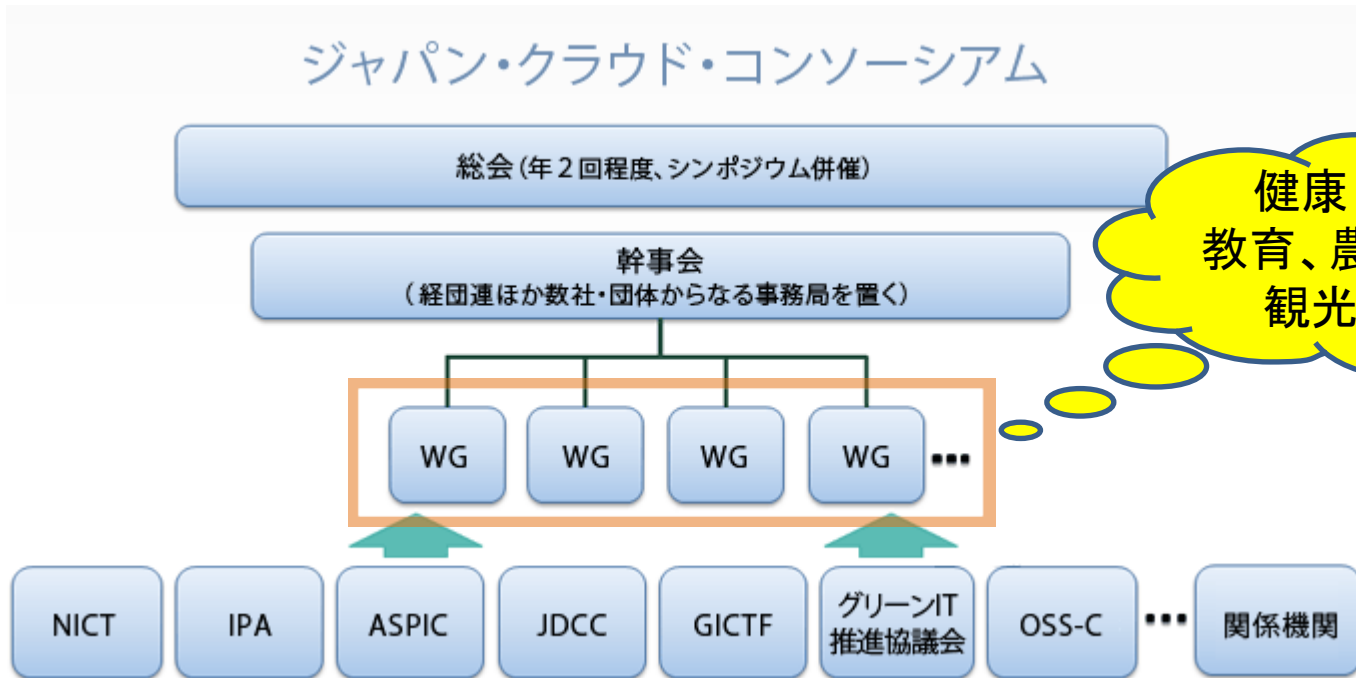 ジャパン・クラウド・コンソーシアム
総会(年2回程度、シンポジウム併催)
幹事会
(経団連ほか数社・団体からなる事務局を置く)
健康
教育、農
観光
WG
WG
WG
WG
...
NICT
IPA
ASPIC
JDCC
GICTF
グリーンIT
推進協議会
OSS-C
...
関係機関